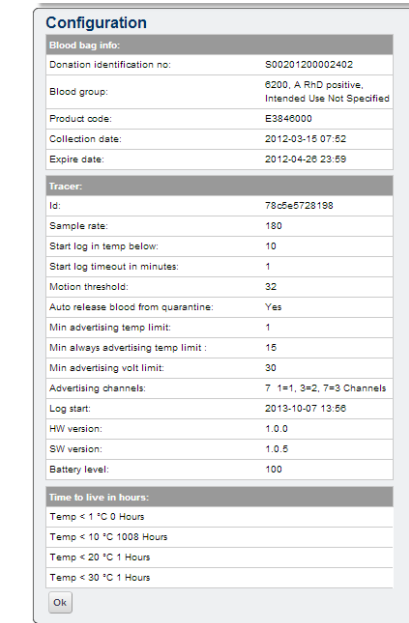 Configuration
Blood bag info:
Donation identification no: S00201200002402
Blood group: 6200, A RhD positive,
Intended Use Not Specified
Product code: E3846000
Collection date: 2012-03-15 07:52
Expire date: 2012-04-26 23:59
Tracer:
Id: 78c5e5728198
Sample rate: 180
Start log in temp below: 10
Start log timeout in minutes: 1
Motion threshold: 32
Auto release blood from quarantine: Yes
Min advertising temp limit: 1
Min always advertising temp limit : 15
Min advertising volt limit: 30
Advertising channels: 7 1=1, 3=2, 7=3 Channels
Log start: 2013-10-07 13:56
HW version: 1.0.0
SW version: 1.0.5
Battery level: 100
Time to live in hours:
Temp < 1 °C 0 Hours
Temp < 10 °C 1008 Hours
Temp < 20 °C 1 Hours
Temp < 30 °C 1 Hours
Ok